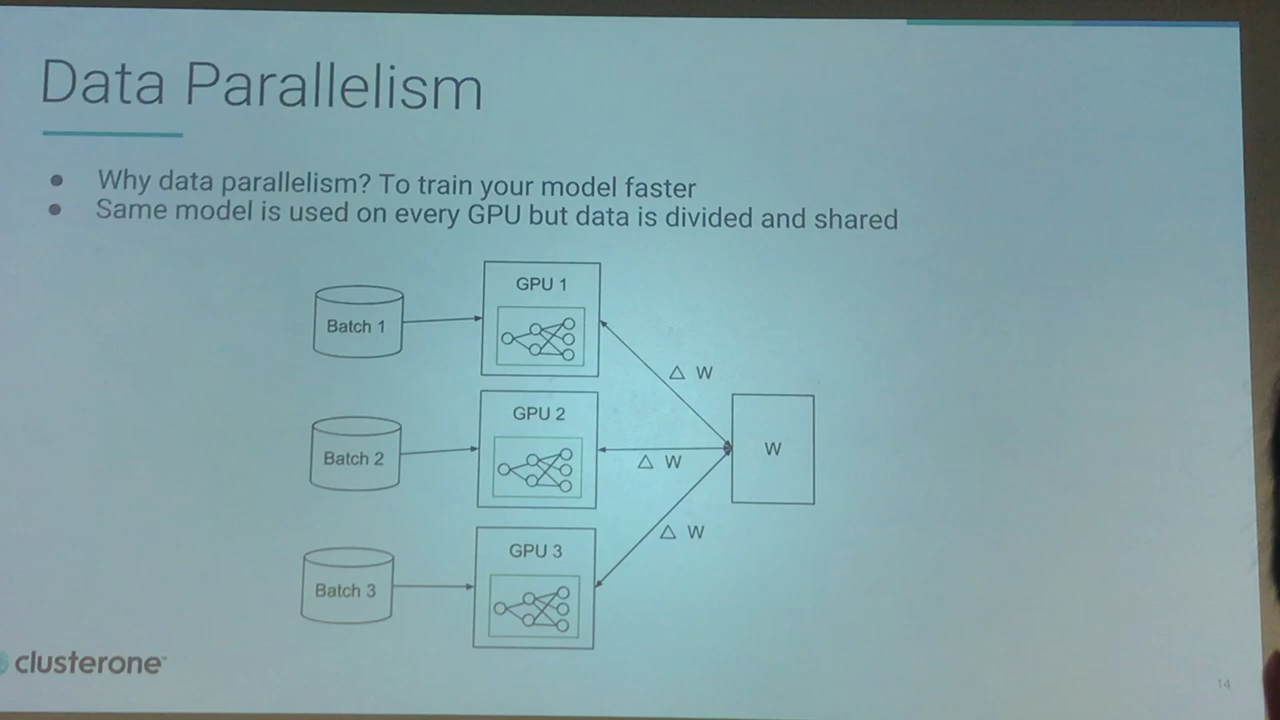 Data Parallelism
● Why data parallelism? To train your model faster
● Same model is used on every GPU but data is divided and shared
Batch 1
GPU 1
△ W
Batch 2
GPU 2
△ W
W
Batch 3
GPU 3
△ W
clusterone™
14